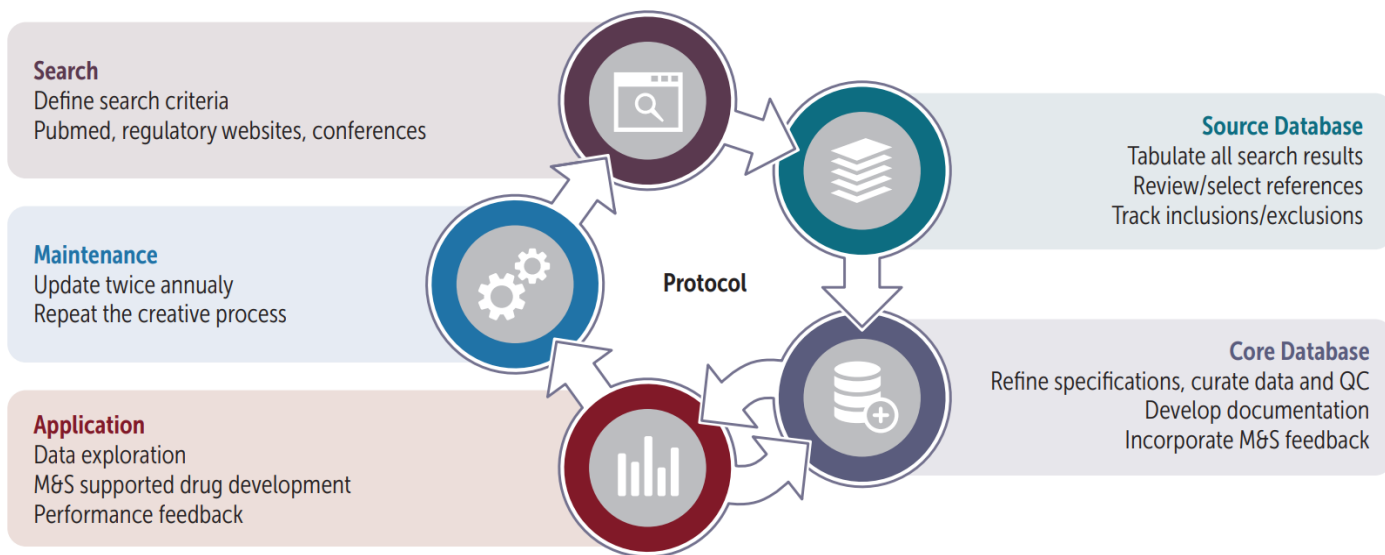 Search
Define search criteria
Pubmed, regulatory websites, conferences
Source Database
Tabulate all search results
Review/select references
Track inclusions/exclusions
Maintenance
Update twice annualy
Repeat the creative process
Protocol
Core Database
Refine specifications, curate data and QC
Develop documentation
Incorporate M&S feedback
Application
Data exploration
M&S supported drug development
Performance feedback